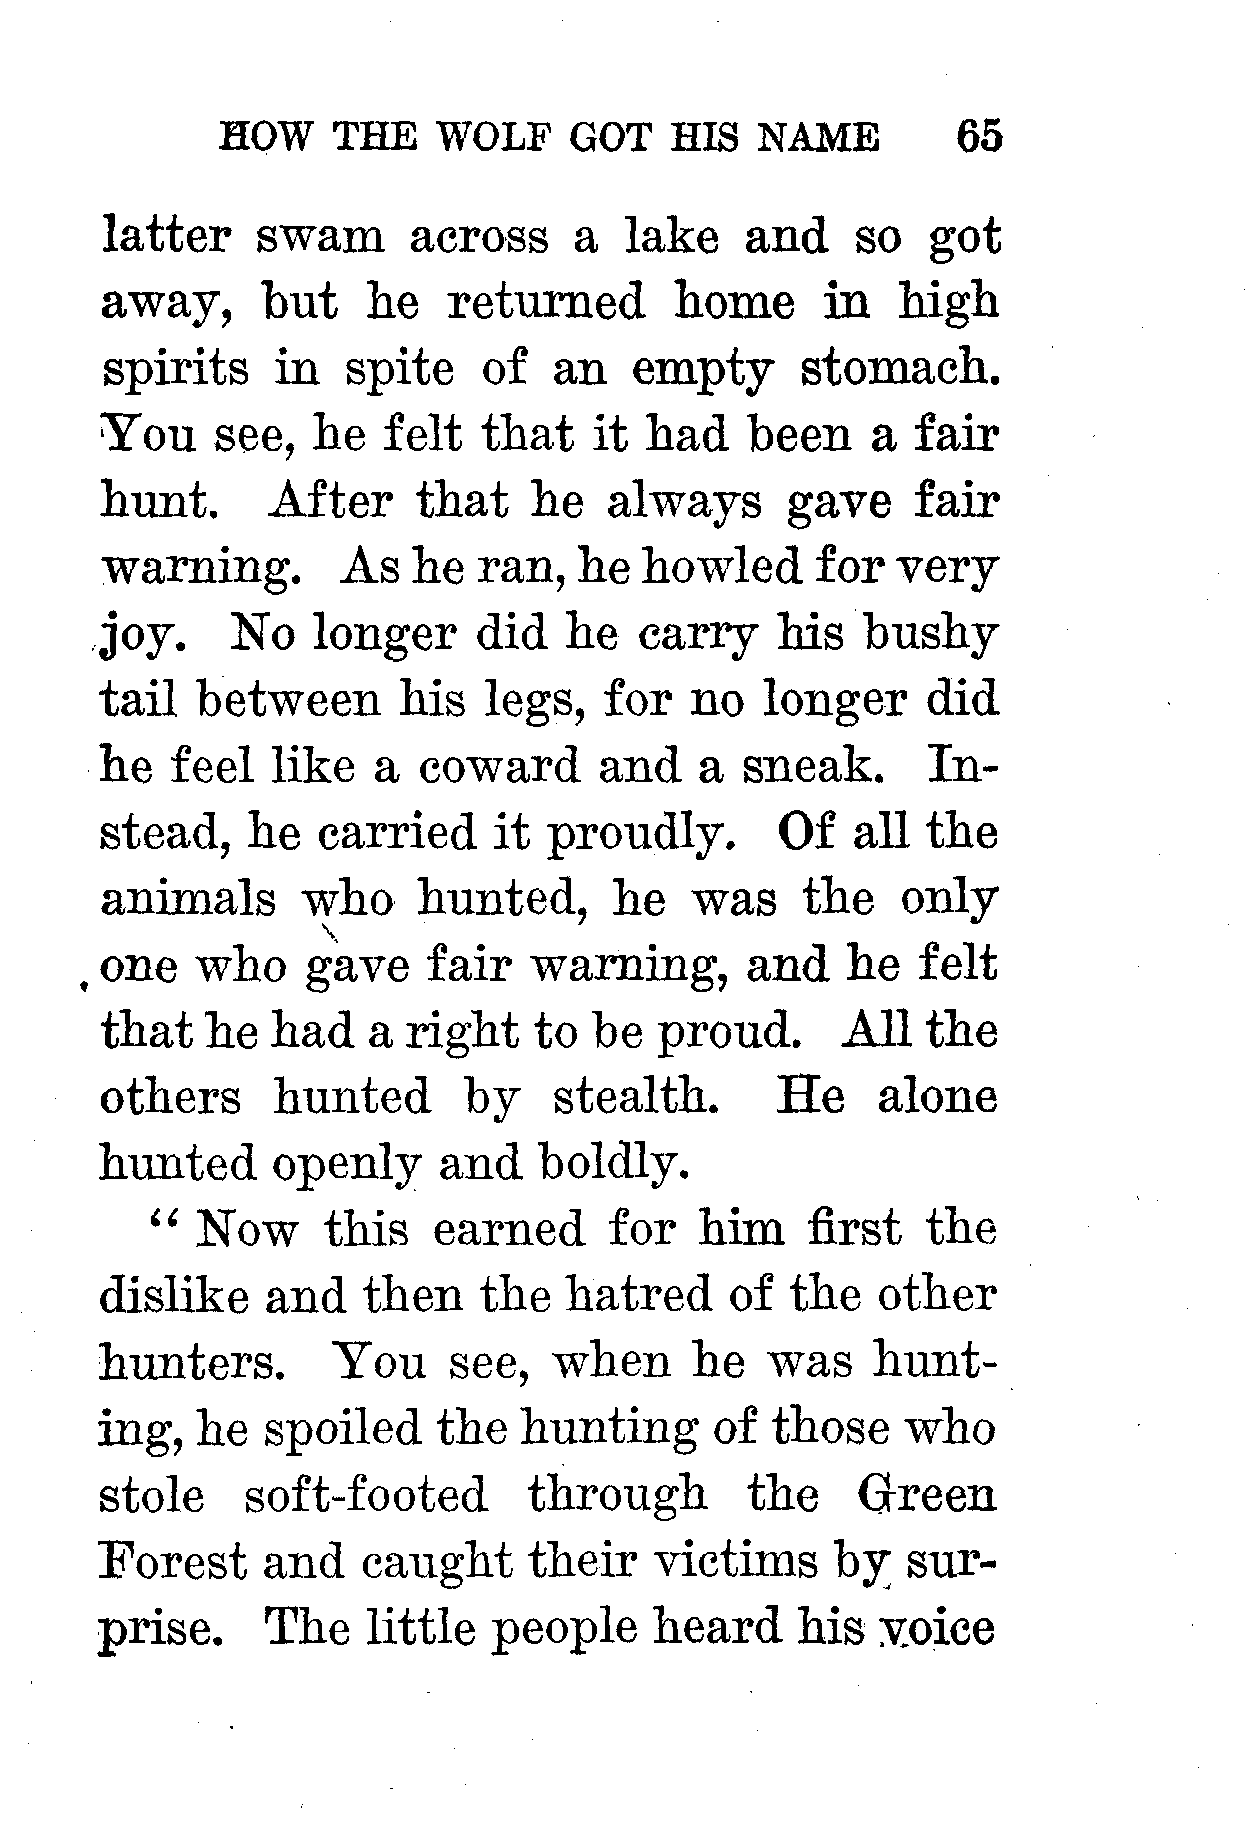 HOW THE WOLF GOT HIS NAME 65
latter swam across a lake and so got
away, but he returned home in high
spirits in spite of an empty stomach.
You see, he felt that it had been a fair
hunt. After that he always gave fair
warning. As he ran, he howled for very
joy. No longer did he carry his bushy
tail between his legs, for no longer did
he feel like a coward and a sneak. In-
stead, he carried it proudly. Of all the
animals who hunted, he was the only
one who gave fair warning, and he felt
that he had a right to be proud. All the
others hunted by stealth. He alone
hunted openly and boldly.
“ Now this earned for him first the
dislike and then the hatred of the other
hunters. You see, when he was hunt-
ing, he spoiled the hunting of those who
stole soft-footed through the Green
Forest and caught their victims by sur-
prise. The little people heard his voice